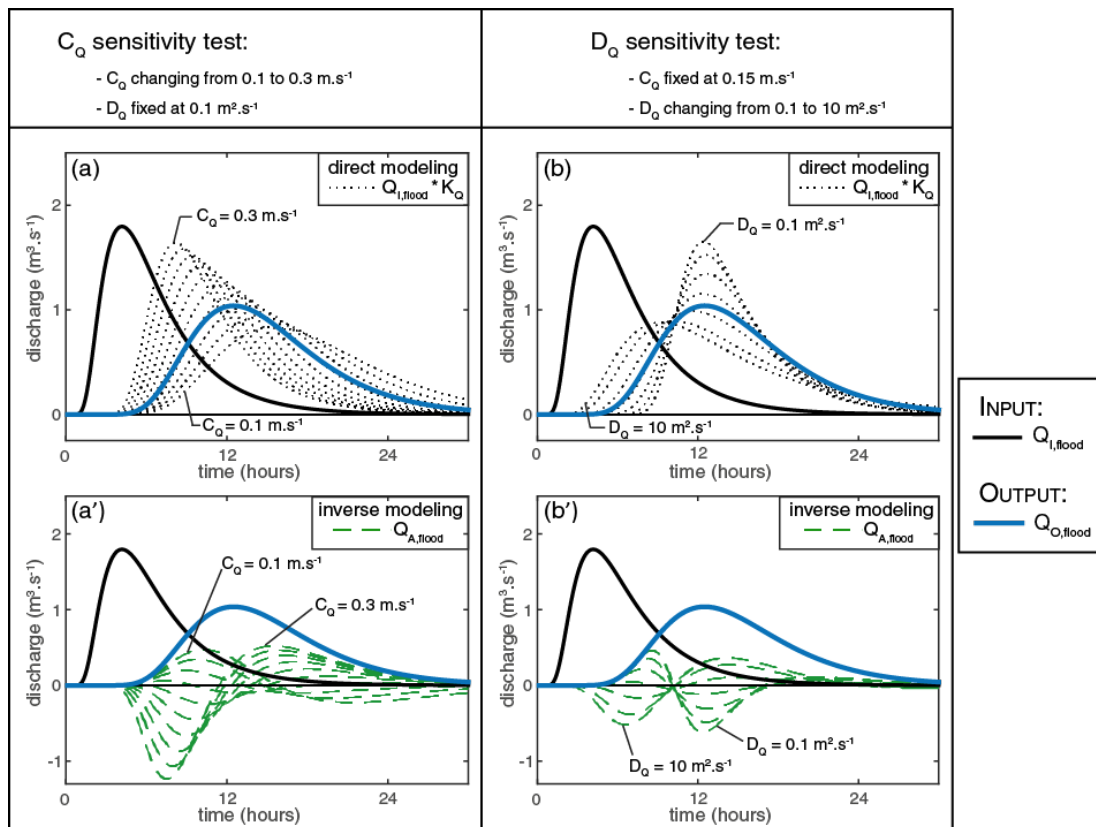 C_Q sensitivity test:
- C_Q changing from 0.1 to 0.3 m.s⁻¹
- D_Q fixed at 0.1 m².s⁻¹
D_Q sensitivity test:
- C_Q fixed at 0.15 m.s⁻¹
- D_Q changing from 0.1 to 10 m².s⁻¹
(a)
direct modeling
Q_I,flood * K_Q
C_Q = 0.3 m.s⁻¹
C_Q = 0.1 m.s⁻¹
discharge (m³.s⁻¹)
2
1
0
0
12
24
time (hours)
(b)
direct modeling
Q_I,flood * K_Q
D_Q = 0.1 m².s⁻¹
D_Q = 10 m².s⁻¹
discharge (m³.s⁻¹)
2
1
0
0
12
24
time (hours)
(a')
inverse modeling
Q_A,flood
C_Q = 0.1 m.s⁻¹
C_Q = 0.3 m.s⁻¹
discharge (m³.s⁻¹)
2
1
0
-1
0
12
24
time (hours)
(b')
inverse modeling
Q_A,flood
D_Q = 0.1 m².s⁻¹
D_Q = 10 m².s⁻¹
discharge (m³.s⁻¹)
2
1
0
-1
0
12
24
time (hours)
INPUT:
Q_I,flood
OUTPUT:
Q_O,flood